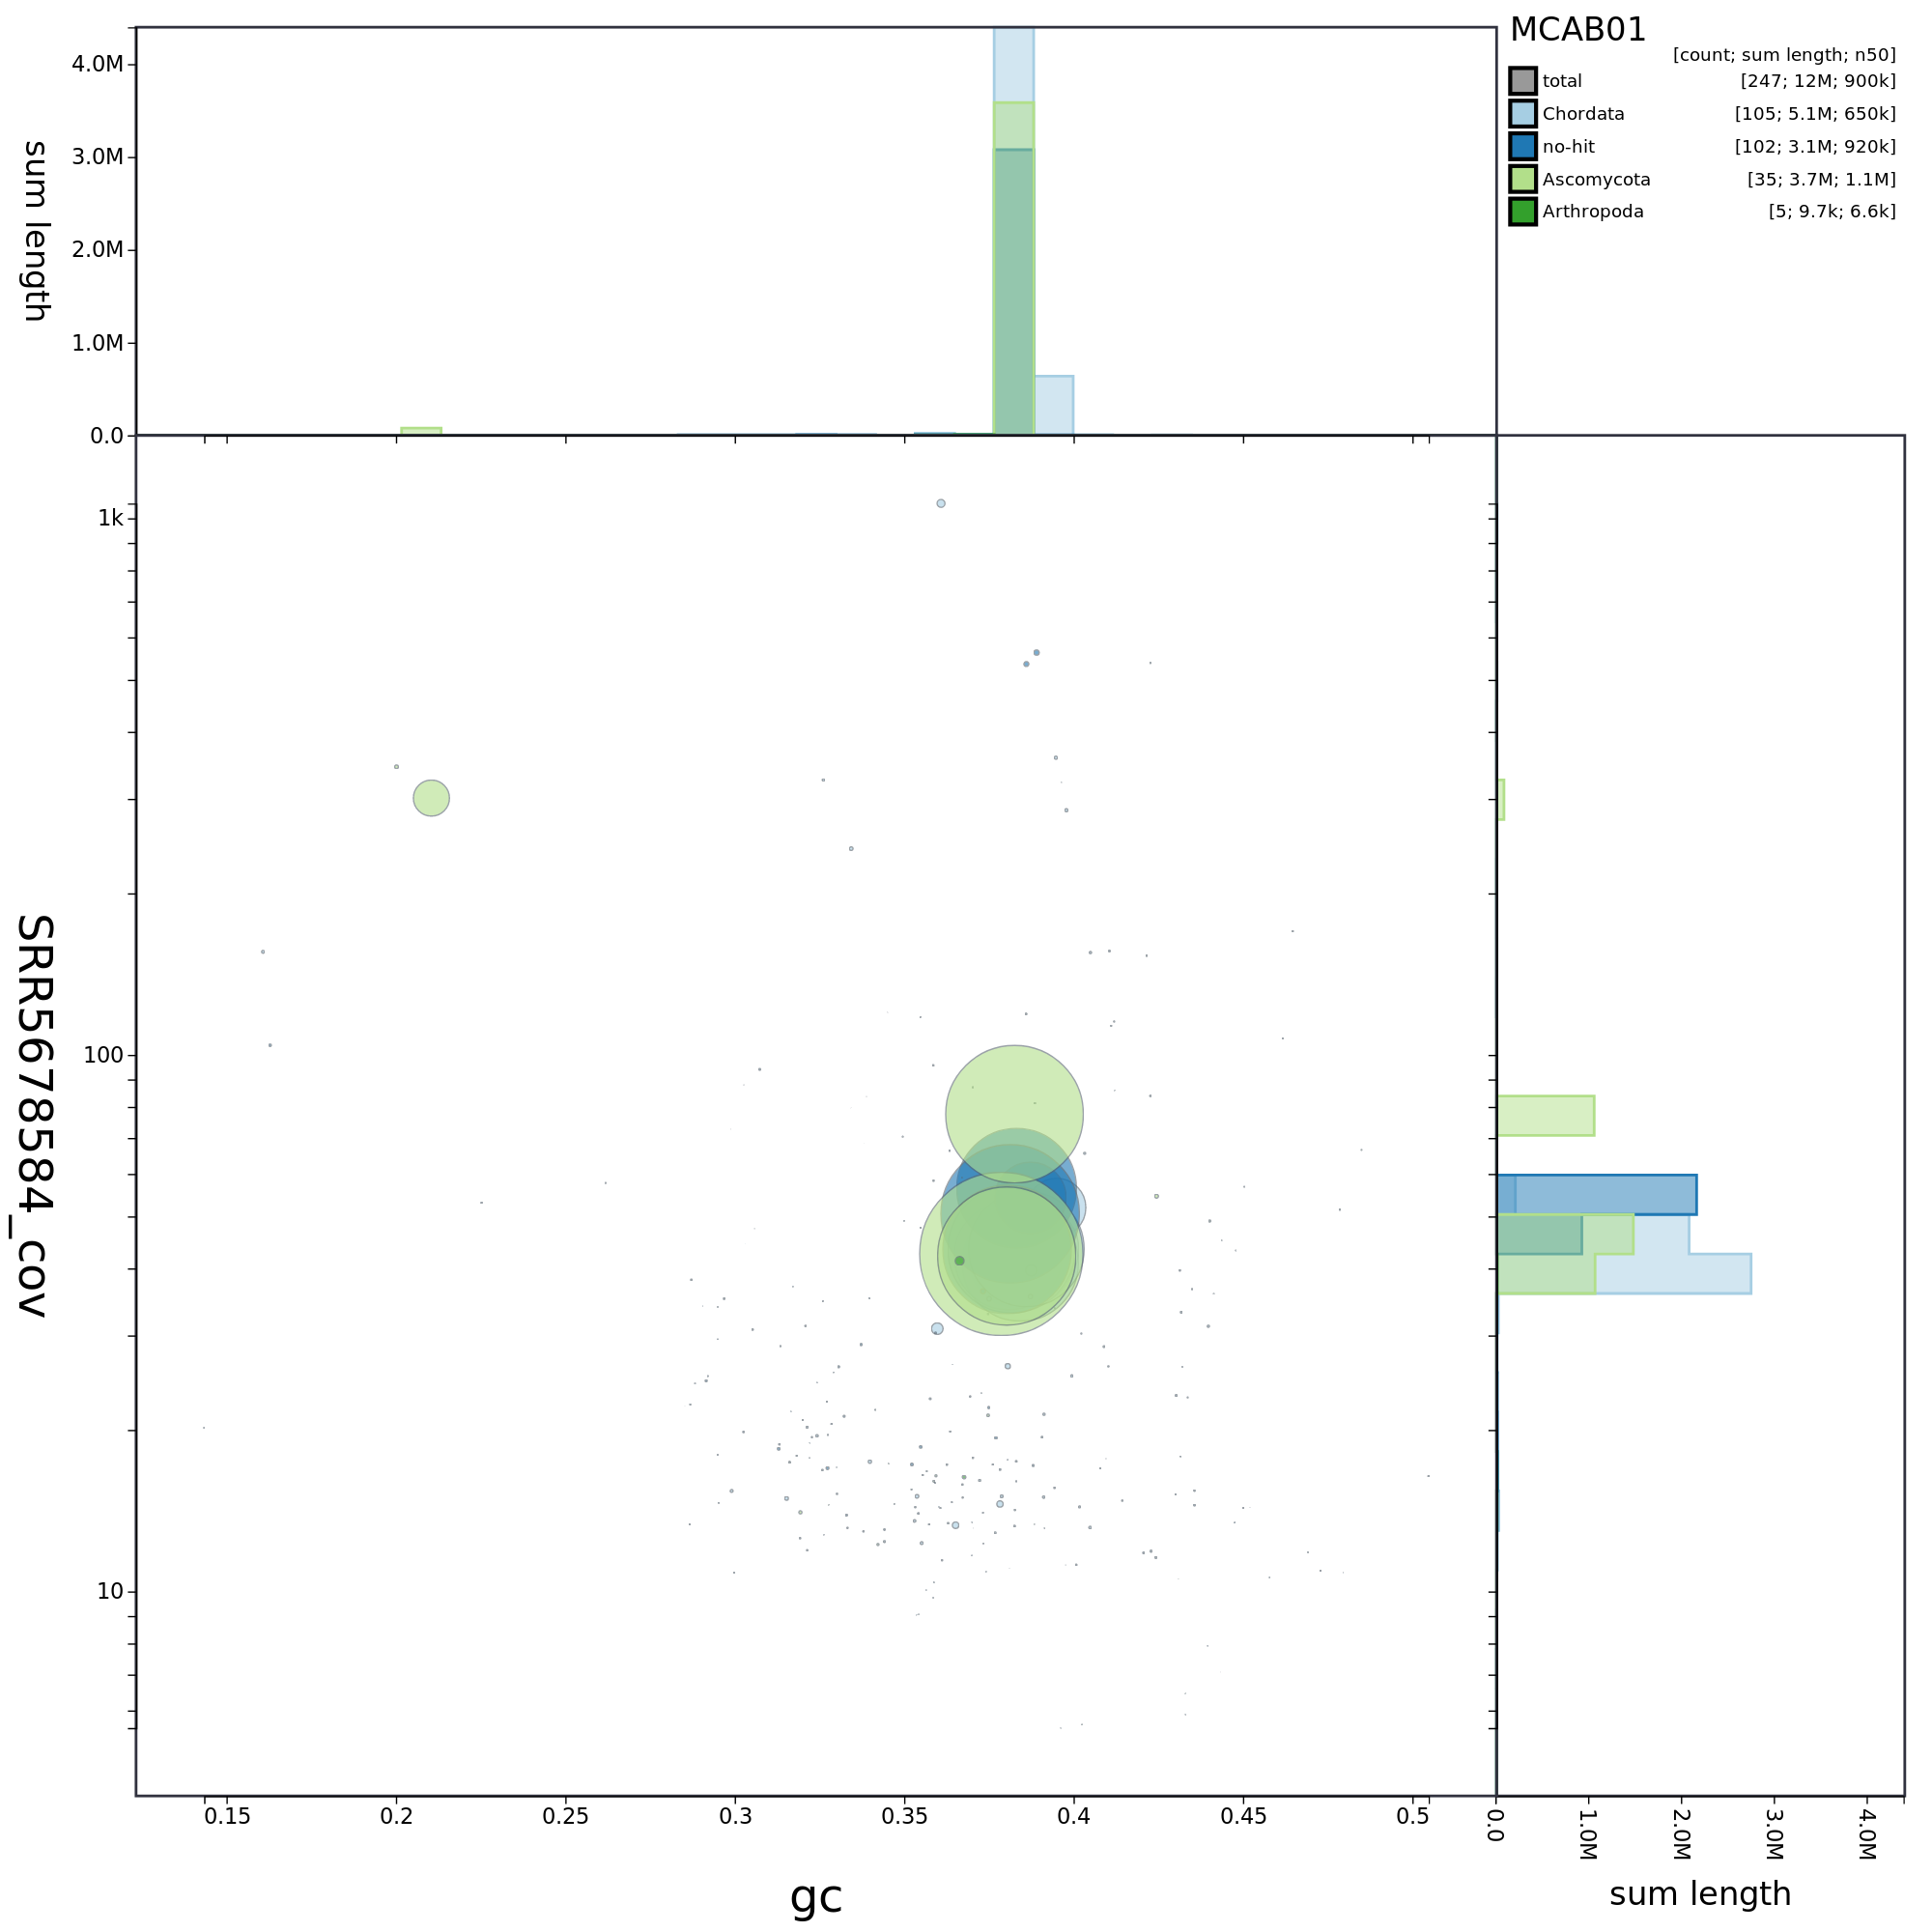 MCAB01
[count; sum length; n50]
total [247; 12M; 900k]
Chordata [105; 5.1M; 650k]
no-hit [102; 3.1M; 920k]
Ascomycota [35; 3.7M; 1.1M]
Arthropoda [5; 9.7k; 6.6k]
sum length
4.0M
3.0M
2.0M
1.0M
0.0
SRR5678584_cov
1k
100
10
0.15 0.2 0.25 0.3 0.35 0.4 0.45 0.5
gc
0.0 1.0M 2.0M 3.0M 4.0M
sum length